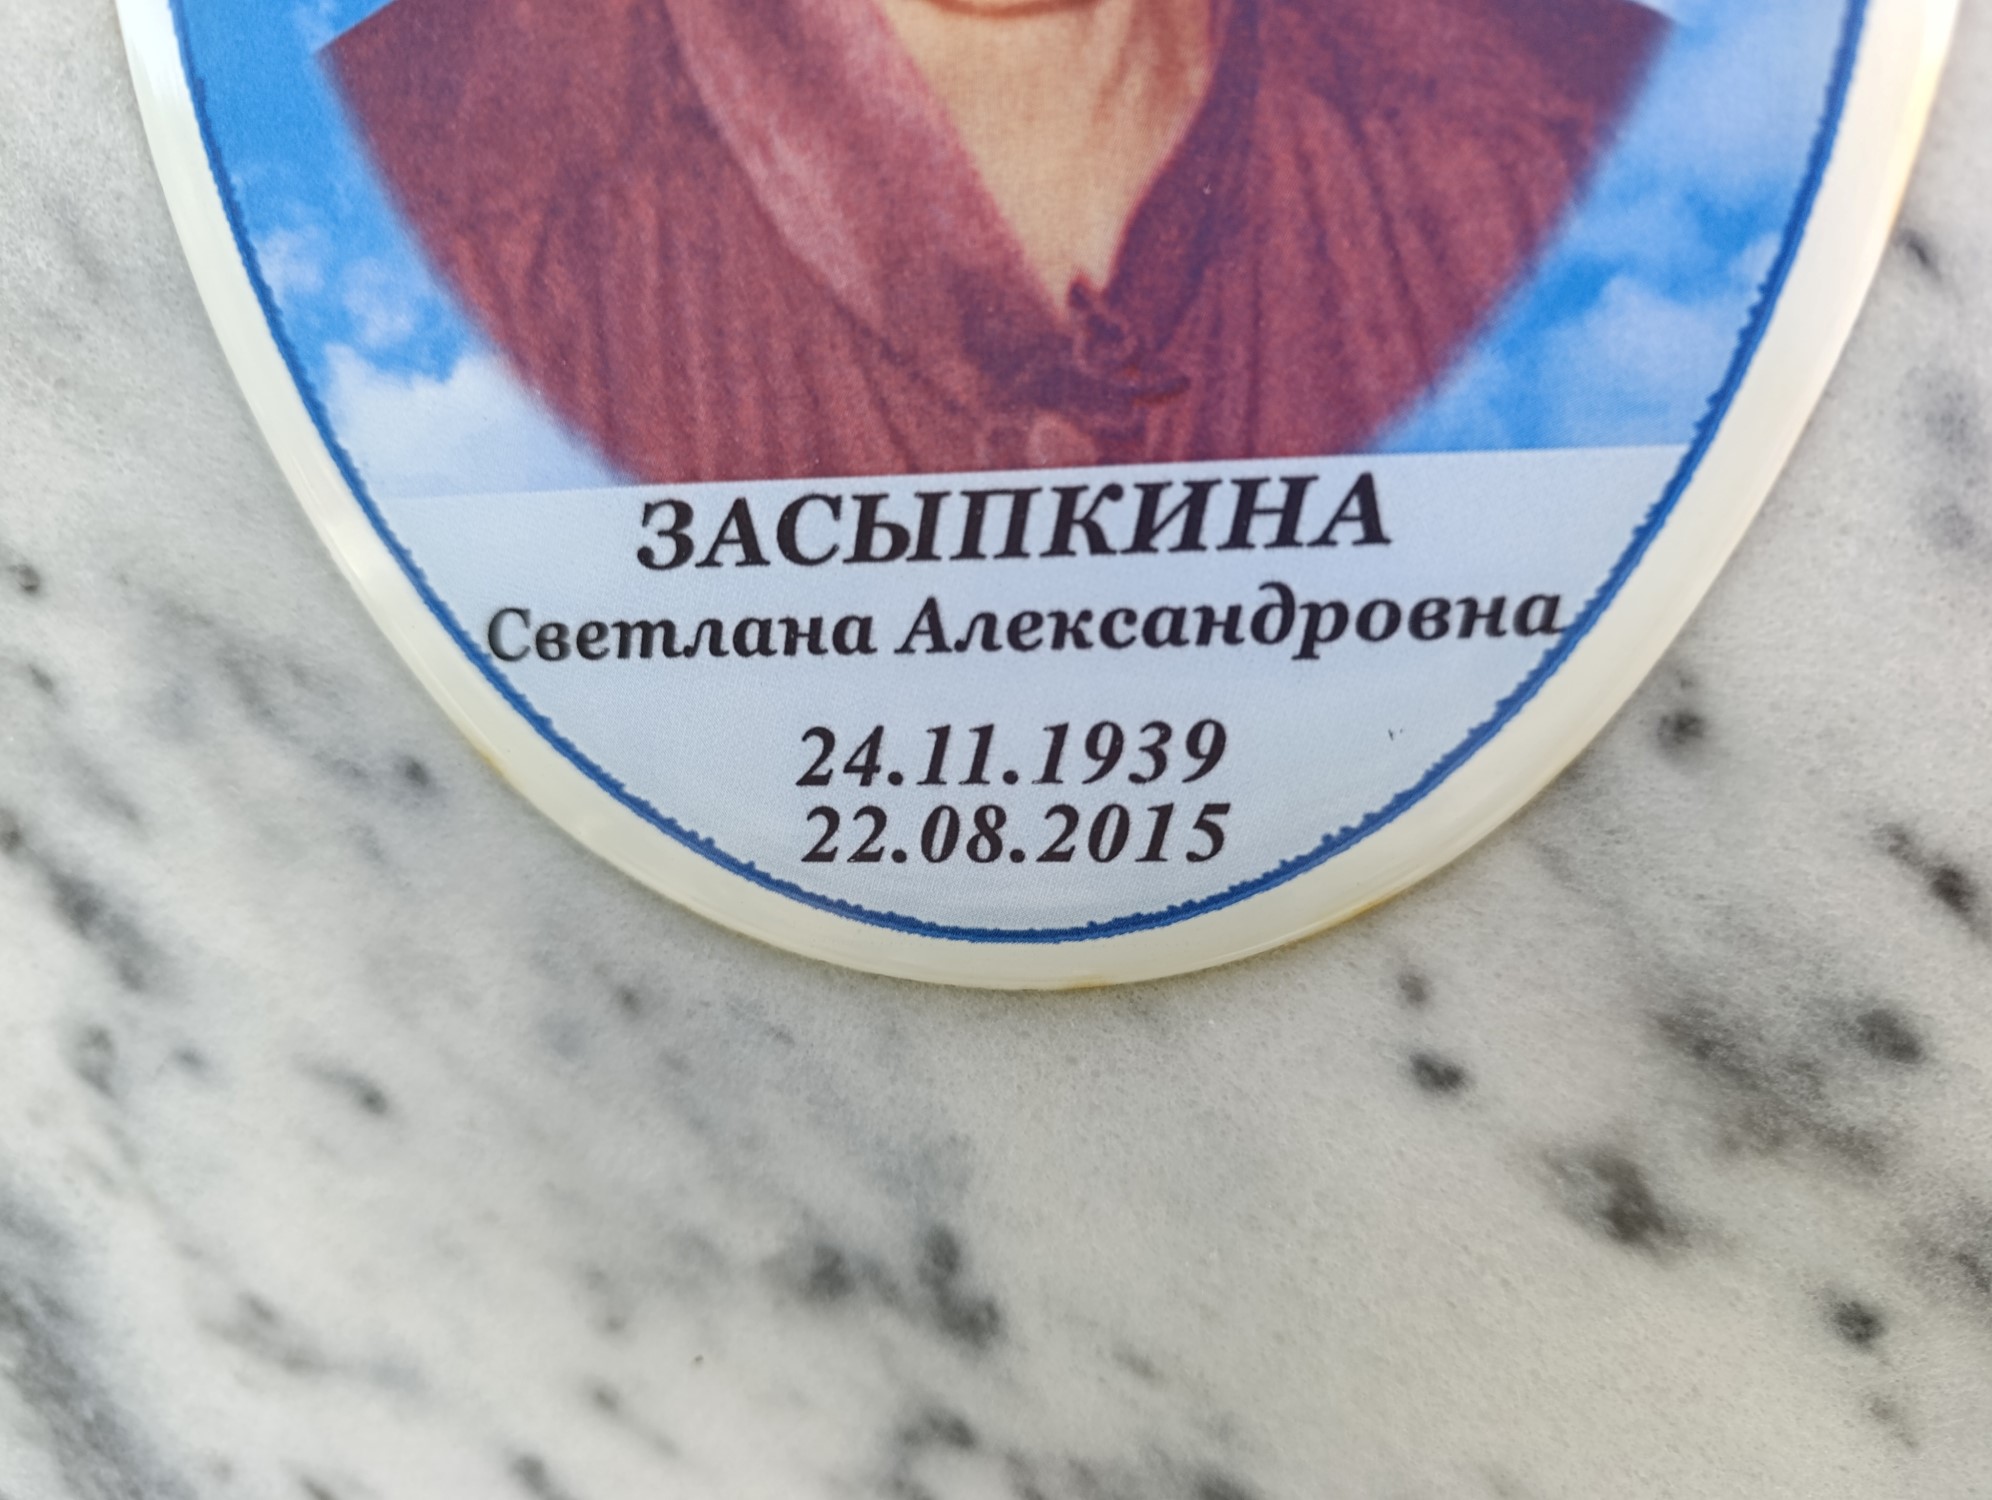 ЗАСЫПКИНА
Светлана Александровна
24.11.1939
22.08.2015